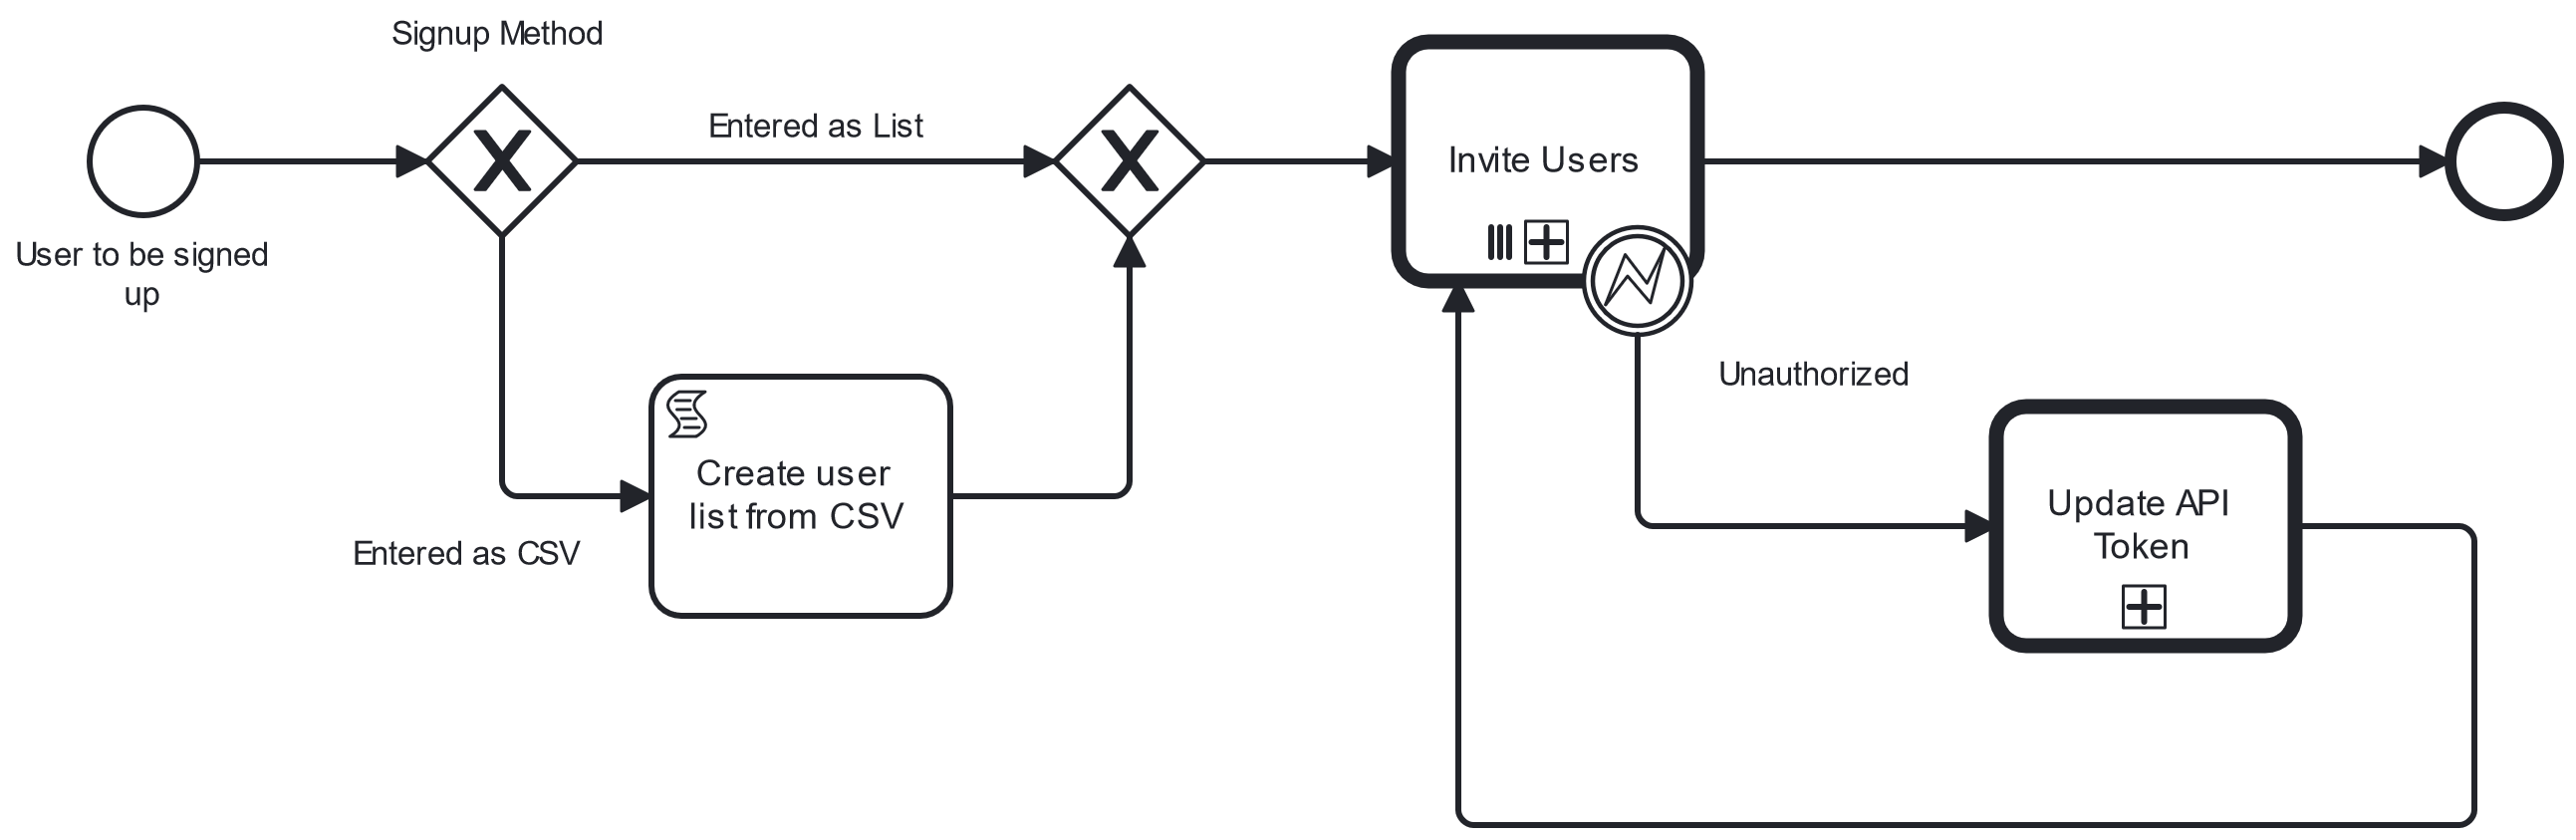 Signup Method
Entered as List
Invite Users
User to be signed
up
Unauthorized
Create user
list from CSV
Entered as CSV
Update API
Token